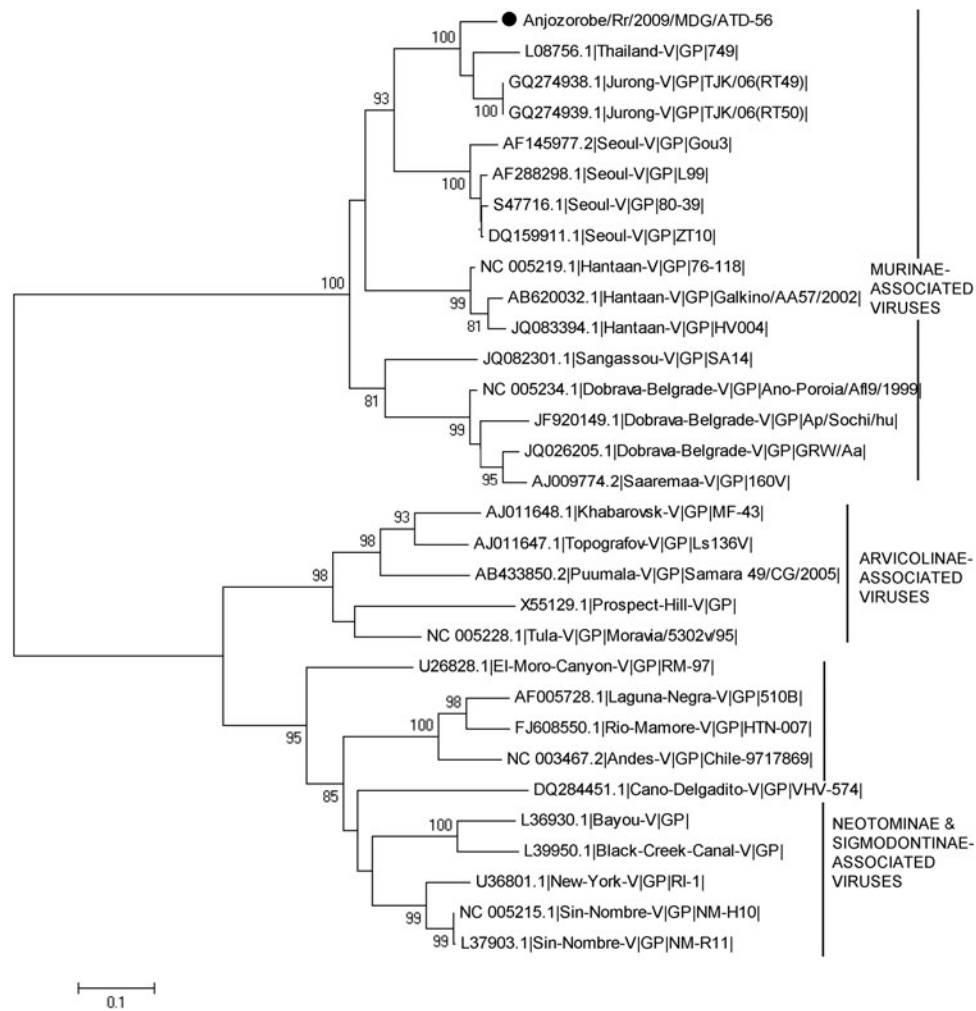 Anjozorobe/Rr/2009/MDG/ATD-56
100
L08756.1|Thailand-V|GP|749|
GQ274938.1|Jurong-V|GP|TJK/06(RT49)|
93
100
GQ274939.1|Jurong-V|GP|TJK/06(RT50)|
AF145977.2|Seoul-V|GP|Gou3|
AF288298.1|Seoul-V|GP|L99|
100
S47716.1|Seoul-V|GP|80-39|
DQ159911.1|Seoul-V|GP|ZT10|
NC 005219.1|Hantaan-V|GP|76-118|
MURINAE-
ASSOCIATED
VIRUSES
100
99
AB620032.1|Hantaan-V|GP|Galkino/AA57/2002|
81
JQ083394.1|Hantaan-V|GP|HV004|
JQ082301.1|Sangassou-V|GP|SA14|
81
NC 005234.1|Dobrava-Belgrade-V|GP|Ano-Poroia/Afl9/1999|
JF920149.1|Dobrava-Belgrade-V|GP|Ap/Sochi/hu|
99
JQ026205.1|Dobrava-Belgrade-V|GP|GRW/Aa|
95
AJ009774.2|Saaremaa-V|GP|160V|
AJ011648.1|Khabarovsk-V|GP|MF-43|
93
AJ011647.1|Topografov-V|GP|Ls136V|
98
AB433850.2|Puumala-V|GP|Samara 49/CG/2005|
ARVICOLINAE-
ASSOCIATED
VIRUSES
98
X55129.1|Prospect-Hill-V|GP|
NC 005228.1|Tula-V|GP|Moravia/5302v/95|
U26828.1|El-Moro-Canyon-V|GP|RM-97|
AF005728.1|Laguna-Negra-V|GP|510B|
98
FJ608550.1|Rio-Mamore-V|GP|HTN-007|
100
95
NC 003467.2|Andes-V|GP|Chile-9717869|
85
DQ284451.1|Cano-Delgadito-V|GP|VHV-574|
L36930.1|Bayou-V|GP|
100
L39950.1|Black-Creek-Canal-V|GP|
NEOTOMINAE &
SIGMODONTINAE-
ASSOCIATED
VIRUSES
U36801.1|New-York-V|GP|RI-1|
99
NC 005215.1|Sin-Nombre-V|GP|NM-H10|
99
L37903.1|Sin-Nombre-V|GP|NM-R11|
0.1